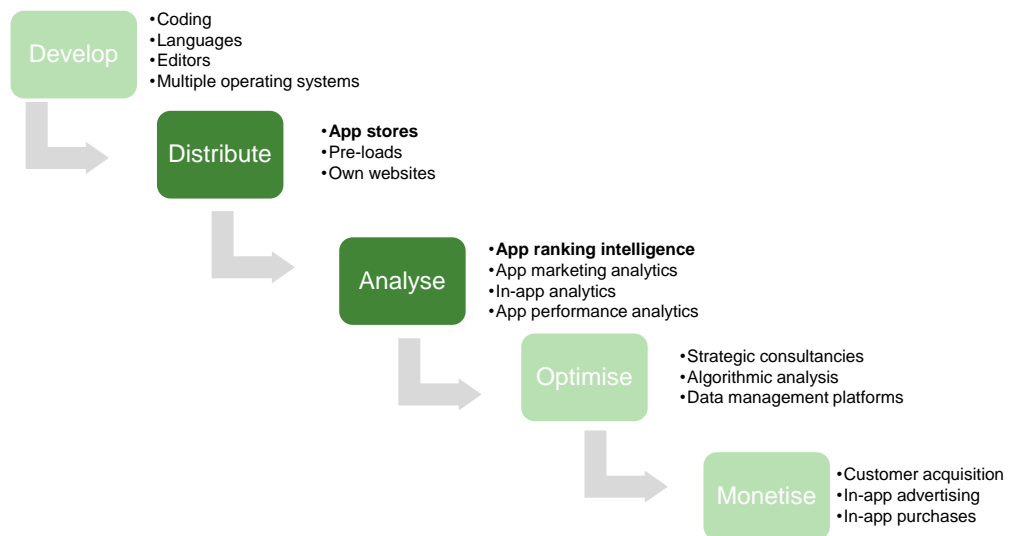 Develop
•Coding
•Languages
•Editors
•Multiple operating systems
Distribute
•App stores
•Pre-loads
•Own websites
Analyse
•App ranking intelligence
•App marketing analytics
•In-app analytics
•App performance analytics
Optimise
•Strategic consultancies
•Algorithmic analysis
•Data management platforms
Monetise
•Customer acquisition
•In-app advertising
•In-app purchases